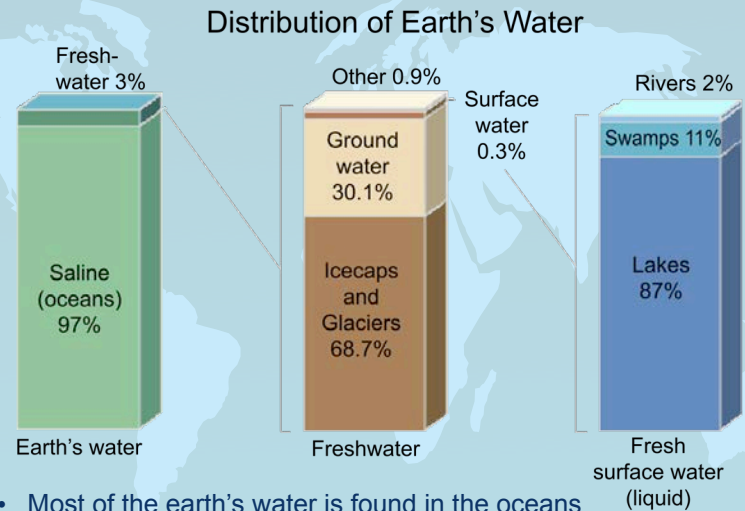 Distribution of Earth's Water
Fresh-
water 3%
Saline
(oceans)
97%
Earth's water
Other 0.9%
Surface
water
0.3%
Ground
water
30.1%
Icecaps
and
Glaciers
68.7%
Freshwater
Rivers 2%
Swamps 11%
Lakes
87%
Fresh
surface water
(liquid)
• Most of the earth's water is found in the oceans